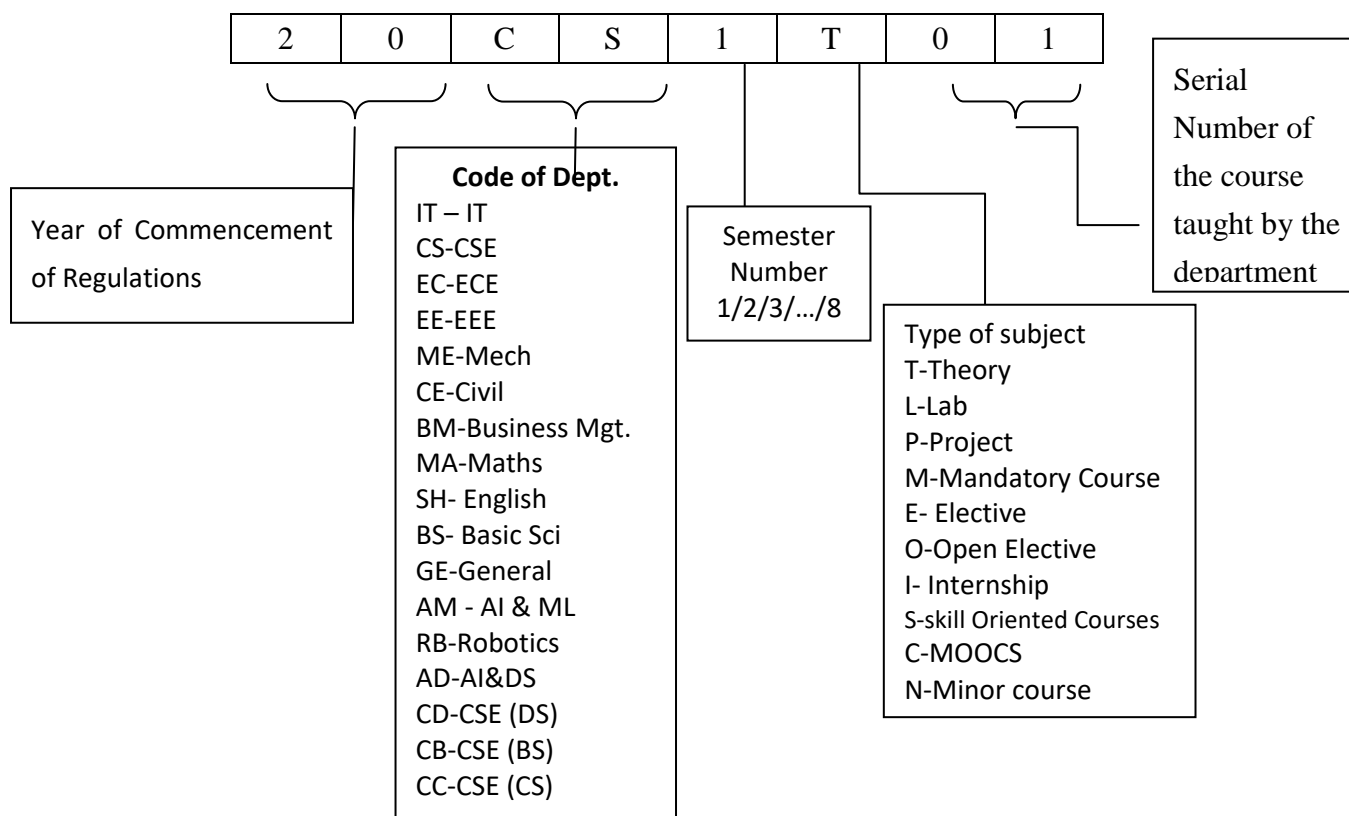 2 0 C S 1 T 0 1
Serial
Number of
the course
taught by the
department
Code of Dept.
IT – IT
CS-CSE
EC-ECE
EE-EEE
ME-Mech
CE-Civil
BM-Business Mgt.
MA-Maths
SH- English
BS- Basic Sci
GE-General
AM - AI & ML
RB-Robotics
AD-AI&DS
CD-CSE (DS)
CB-CSE (BS)
CC-CSE (CS)
Year of Commencement
of Regulations
Semester
Number
1/2/3/…/8
Type of subject
T-Theory
L-Lab
P-Project
M-Mandatory Course
E- Elective
O-Open Elective
I- Internship
S-skill Oriented Courses
C-MOOCS
N-Minor course